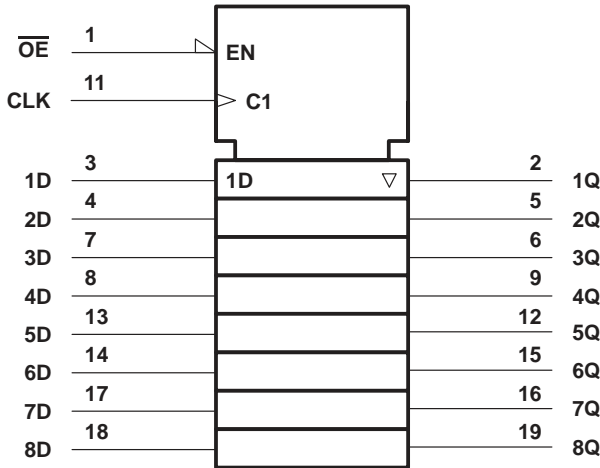 O̅E̅ 1 EN
CLK 11 C1
1D 3 1D 2 1Q
2D 4 5 2Q
3D 7 6 3Q
4D 8 9 4Q
5D 13 12 5Q
6D 14 15 6Q
7D 17 16 7Q
8D 18 19 8Q